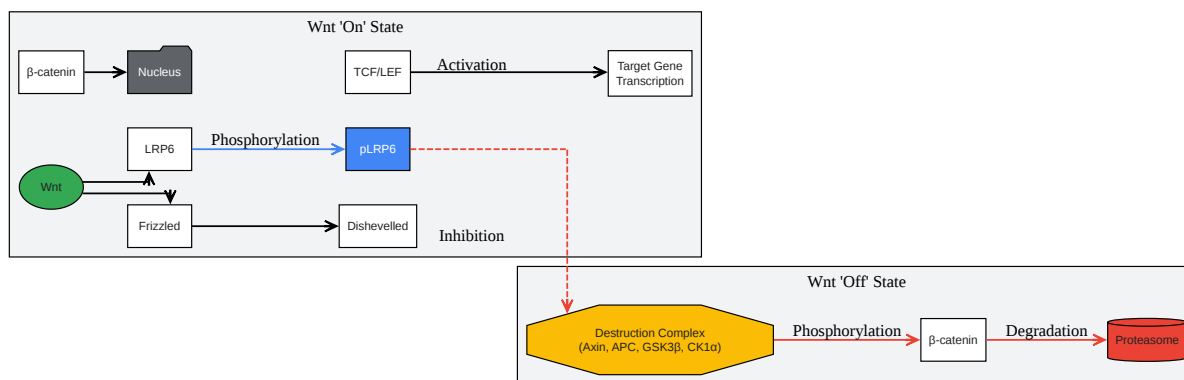 Wnt 'On' State
β-catenin
Nucleus
TCF/LEF
Activation
Target Gene
Transcription
LRP6
Phosphorylation
pLRP6
Wnt
Frizzled
Dishevelled
Inhibition
Wnt 'Off' State
Destruction Complex
(Axin, APC, GSK3β, CK1α)
Phosphorylation
β-catenin
Degradation
Proteasome